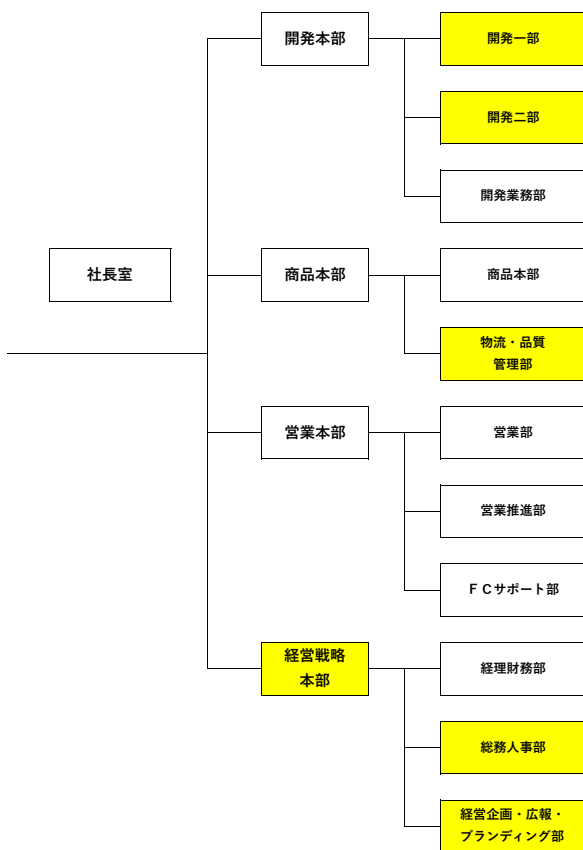 開発本部
開発一部
開発二部
開発業務部
社長室
商品本部
商品本部
物流・品質
管理部
営業本部
営業部
営業推進部
ＦＣサポート部
経営戦略
本部
経理財務部
総務人事部
経営企画・広報・
ブランディング部